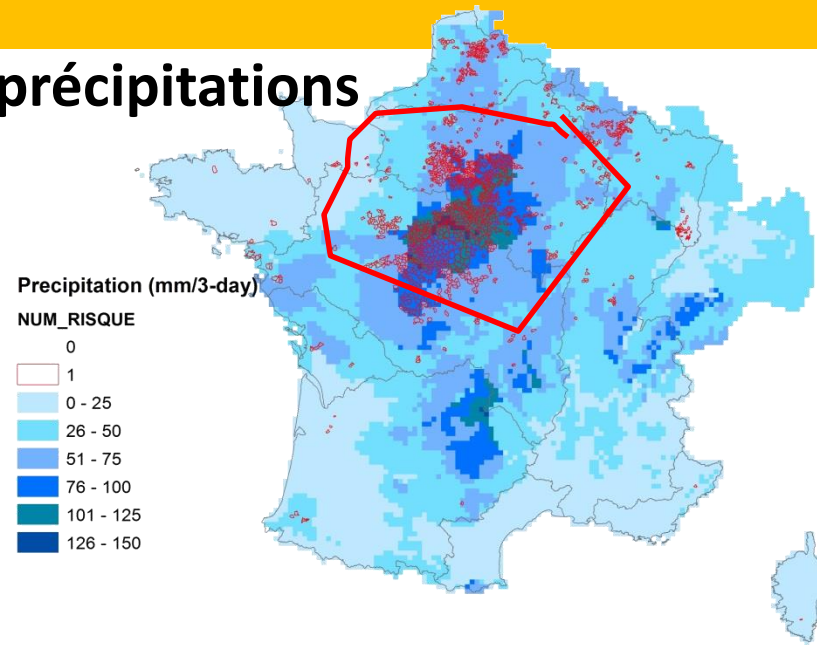 précipitations
Precipitation (mm/3-day)
NUM_RISQUE
0
1
0 - 25
26 - 50
51 - 75
76 - 100
101 - 125
126 - 150